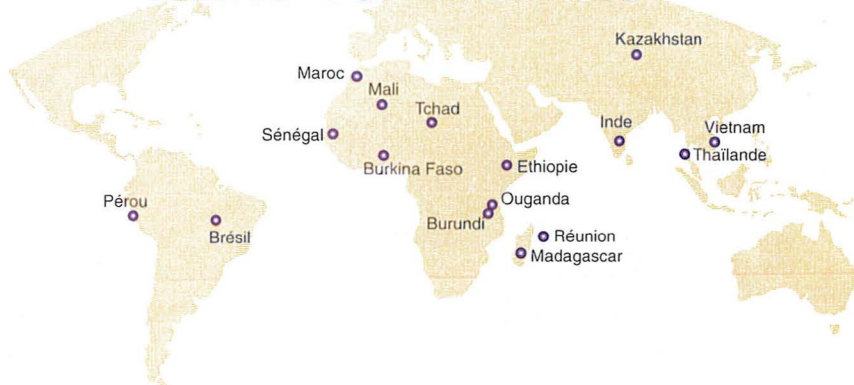 Kazakhstan
Maroc
Mali
Tchad
Sénégal
Inde
Vietnam
Thaïlande
Burkina Faso
Ethiopie
Pérou
Ouganda
Burundi
Brésil
Réunion
Madagascar